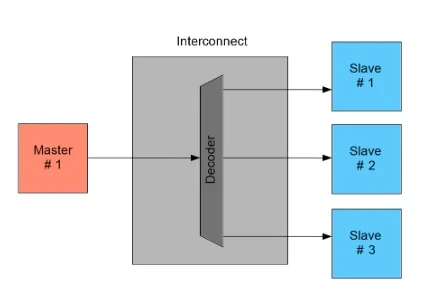 Interconnect
Slave
# 1
Master
# 1
Decoder
Slave
# 2
Slave
# 3